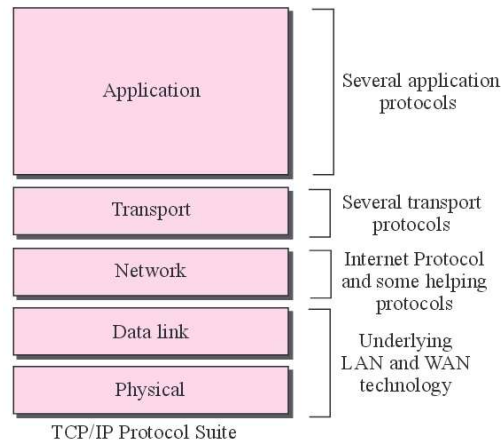 Application
Several application
protocols
Transport
Several transport
protocols
Network
Internet Protocol
and some helping
protocols
Data link
Physical
Underlying
LAN and WAN
technology
TCP/IP Protocol Suite